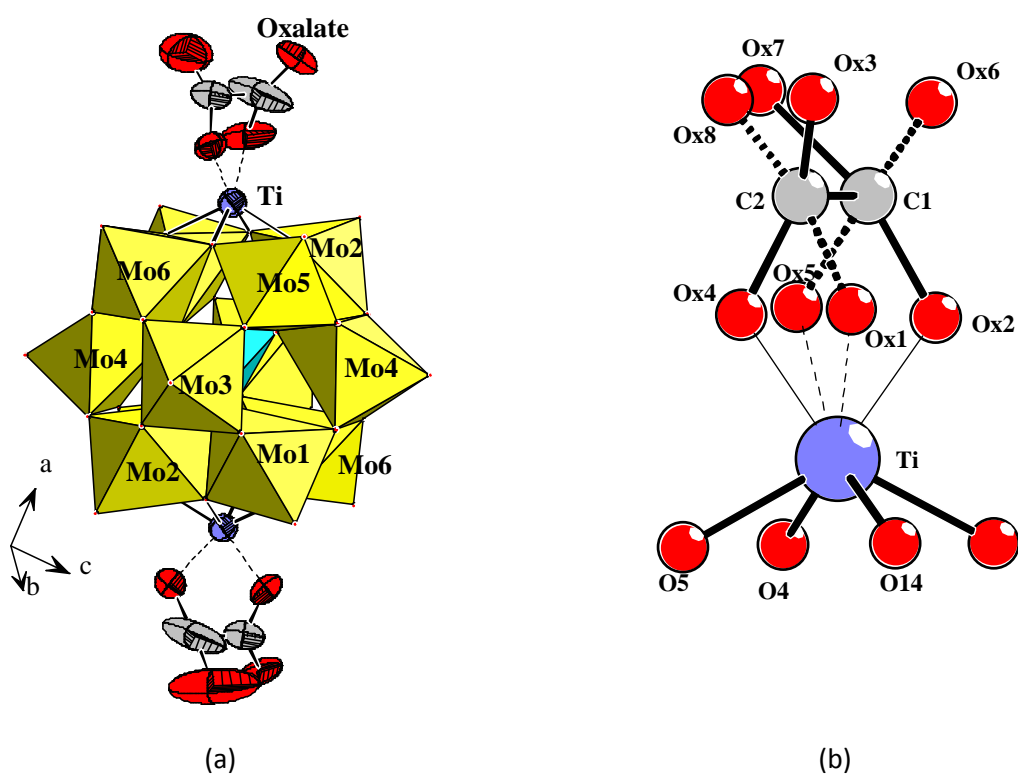 Oxalate
Ti
Mo2
Mo6
Mo5
Mo4
Mo3
Mo4
Mo1
Mo2
Mo6
a
c
b
(a)
Ox7
Ox3
Ox6
Ox8
C2
C1
Ox5
Ox4
Ox1
Ox2
Ti
O5
O4
O14
(b)